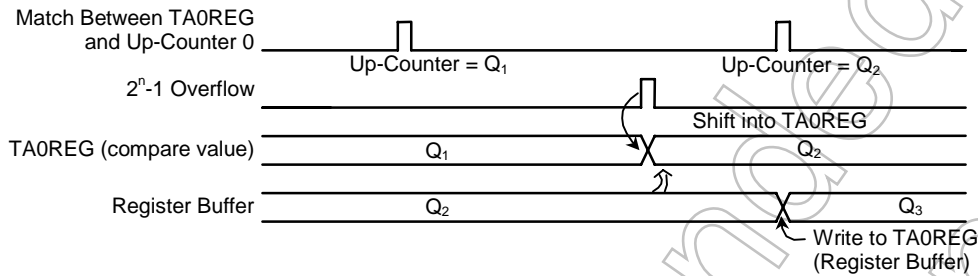 Match Between TA0REG
and Up-Counter 0
Up-Counter = Q₁
Up-Counter = Q₂
2ⁿ-1 Overflow
Shift into TA0REG
TA0REG (compare value)
Q₁
Q₂
Register Buffer
Q₂
Q₃
Write to TA0REG
(Register Buffer)